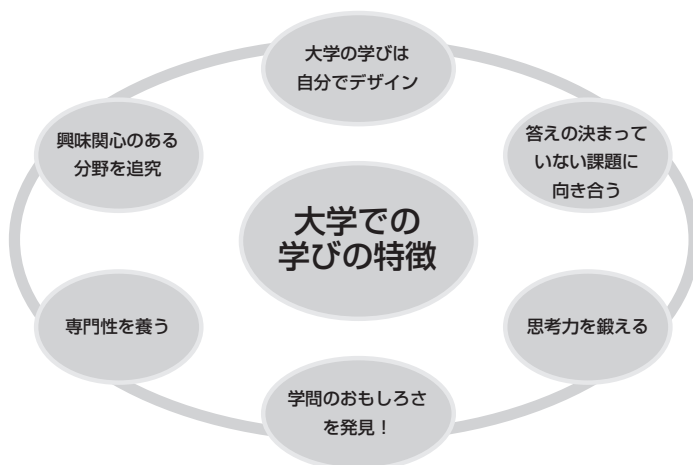 大学の学びは
自分でデザイン
興味関心のある
分野を追究
答えの決まって
いない課題に
向き合う
大学での
学びの特徴
専門性を養う
思考力を鍛える
学問のおもしろさ
を発見！